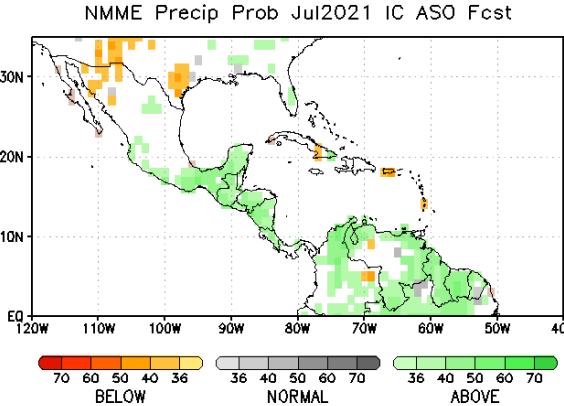 NMME Precip Prob Jul2021 IC ASO Fcst
30N
20N
10N
EQ
120W 110W 100W 90W 80W 70W 60W 50W 40
70 60 50 40 36 36 40 50 60 70 36 40 50 60 70
BELOW NORMAL ABOVE